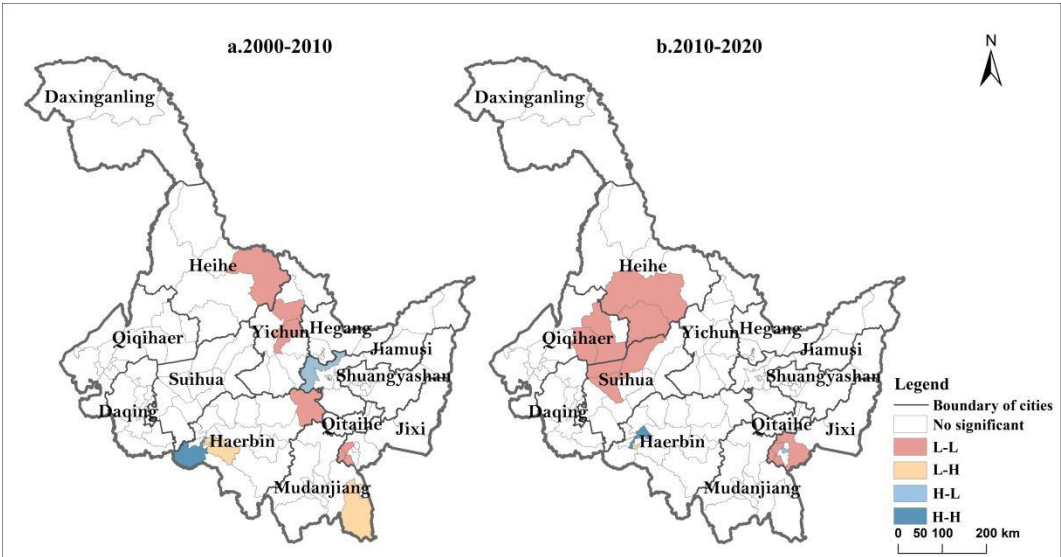 a.2000-2010
b.2010-2020
N
Daxinganling
Heihe
Yichun
Hegang
Qiqihaer
Jiamusi
Suihua
Shuangyashan
Daqing
Qitaihe
Jixi
Haerbin
Mudanjiang
Daxinganling
Heihe
Yichun
Hegang
Qiqihaer
Jiamusi
Suihua
Shuangyashan
Daqing
Qitaihe
Jixi
Haerbin
Mudanjiang
Legend
Boundary of cities
No significant
L-L
L-H
H-L
H-H
0 50 100 200 km